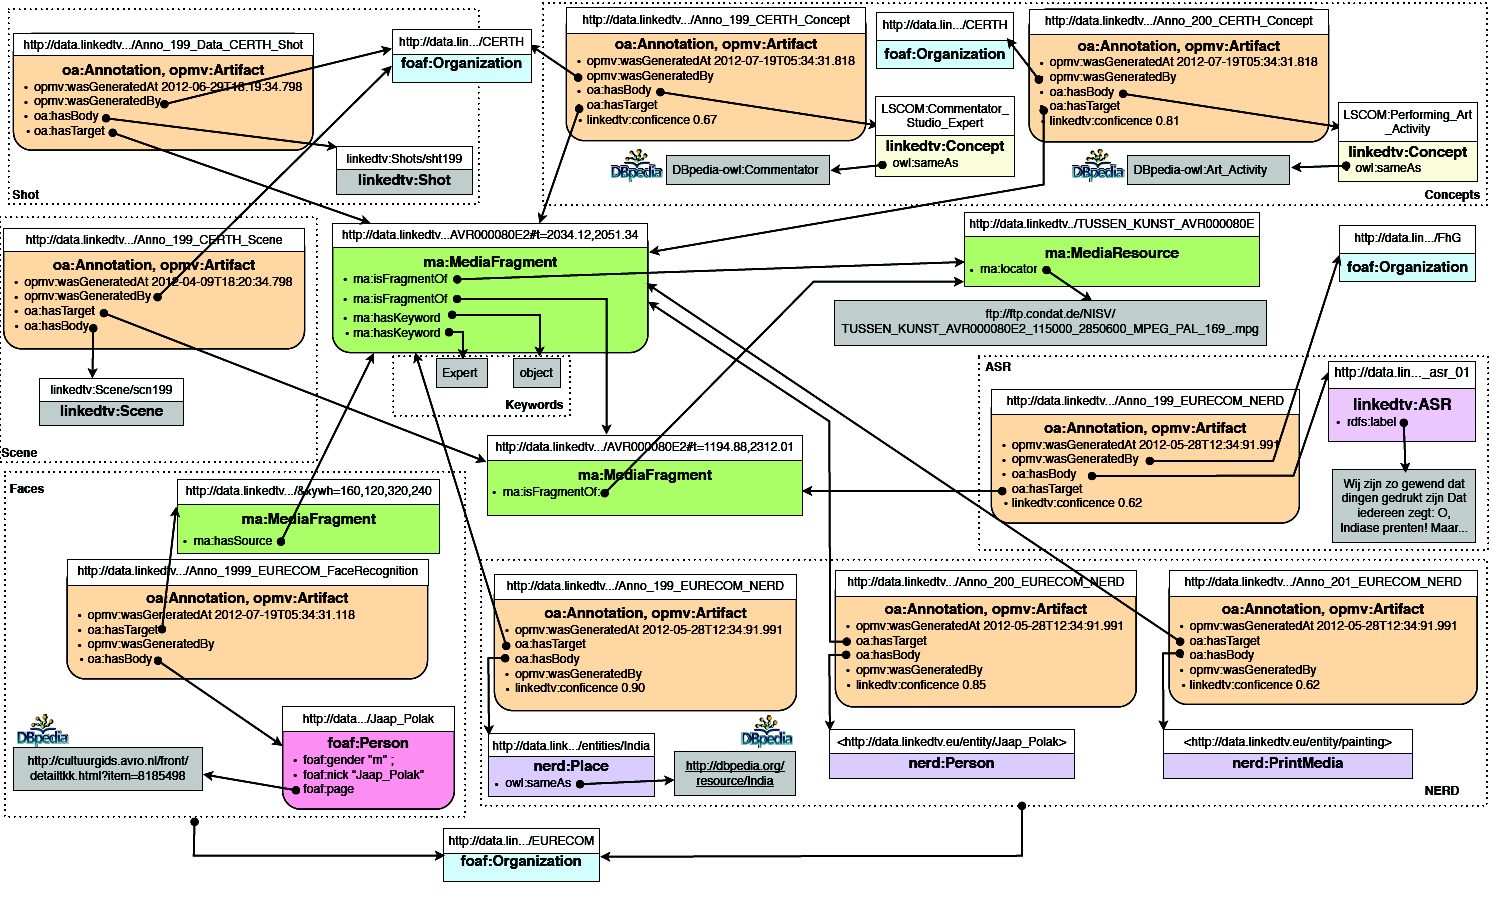 http://data.linkedtv.../Anno_199_Data_CERTH_Shot
oa:Annotation, opmv:Artifact
• opmv:wasGeneratedAt 2012-06-29T18:19:34.798
• opmv:wasGeneratedBy
• oa:hasBody
• oa:hasTarget
http://data.lin.../CERTH
foaf:Organization
linkedtv:Shots/sht199
linkedtv:Shot
Shot
http://data.linkedtv.../Anno_199_CERTH_Concept
oa:Annotation, opmv:Artifact
• opmv:wasGeneratedAt 2012-07-19T05:34:31.818
• opmv:wasGeneratedBy
• oa:hasBody
• oa:hasTarget
• linkedtv:conficence 0.67
http://data.lin.../CERTH
foaf:Organization
LSCOM:Commentator_
Studio_Expert
linkedtv:Concept
• owl:sameAs
DBpedia
DBpedia-owl:Commentator
http://data.linkedtv.../Anno_200_CERTH_Concept
oa:Annotation, opmv:Artifact
• opmv:wasGeneratedAt 2012-07-19T05:34:31.818
• opmv:wasGeneratedBy
• oa:hasBody
• oa:hasTarget
• linkedtv:conficence 0.81
LSCOM:Performing_Art
_Activity
linkedtv:Concept
• owl:sameAs
DBpedia
DBpedia-owl:Art_Activity
Concepts
http://data.linkedtv.../Anno_199_CERTH_Scene
oa:Annotation, opmv:Artifact
• opmv:wasGeneratedAt 2012-04-09T18:20:34.798
• opmv:wasGeneratedBy
• oa:hasTarget
• oa:hasBody
linkedtv:Scene/scn199
linkedtv:Scene
Scene
http://data.linkedtv...AVR000080E2#t=2034.12,2051.34
ma:MediaFragment
• ma:isFragmentOf
• ma:isFragmentOf
• ma:hasKeyword
• ma:hasKeyword
Expert
object
Keywords
http://data.linkedtv../TUSSEN_KUNST_AVR000080E
ma:MediaResource
• ma:locator
ftp://ftp.condat.de/NISV/
TUSSEN_KUNST_AVR000080E2_115000_2850600_MPEG_PAL_169_.mpg
http://data.lin.../FhG
foaf:Organization
http://data.linkedtv.../AVR000080E2#t=1194.88,2312.01
ma:MediaFragment
• ma:isFragmentOf:
ASR
http://data.linkedtv.../Anno_199_EURECOM_NERD
oa:Annotation, opmv:Artifact
• opmv:wasGeneratedAt 2012-05-28T12:34:91.991
• opmv:wasGeneratedBy
• oa:hasBody
• oa:hasTarget
• linkedtv:conficence 0.62
http://data.lin..._asr_01
linkedtv:ASR
• rdfs:label
Wij zijn zo gewend dat
dingen gedrukt zijn Dat
iedereen zegt: O,
Indiase prenten! Maar...
Faces
http://data.linkedtv.../&xywh=160,120,320,240
ma:MediaFragment
• ma:hasSource
http://data.linkedtv.../Anno_1999_EURECOM_FaceRecognition
oa:Annotation, opmv:Artifact
• opmv:wasGeneratedAt 2012-07-19T05:34:31.118
• oa:hasTarget
• opmv:wasGeneratedBy
• oa:hasBody
DBpedia
http://cultuurgids.avro.nl/front/
detailtkk.html?item=8185498
http://data.../Jaap_Polak
foaf:Person
• foaf:gender "m" ;
• foaf:nick "Jaap_Polak"
• foaf:page
http://data.linkedtv.../Anno_199_EURECOM_NERD
oa:Annotation, opmv:Artifact
• opmv:wasGeneratedAt 2012-05-28T12:34:91.991
• oa:hasTarget
• oa:hasBody
• opmv:wasGeneratedBy
• linkedtv:conficence 0.90
http://data.link.../entities/India
nerd:Place
• owl:sameAs
DBpedia
http://dbpedia.org/
resource/India
http://data.linkedtv.../Anno_200_EURECOM_NERD
oa:Annotation, opmv:Artifact
• opmv:wasGeneratedAt 2012-05-28T12:34:91.991
• oa:hasTarget
• oa:hasBody
• opmv:wasGeneratedBy
• linkedtv:conficence 0.85
<http://data.linkedtv.eu/entity/Jaap_Polak>
nerd:Person
http://data.linkedtv.../Anno_201_EURECOM_NERD
oa:Annotation, opmv:Artifact
• opmv:wasGeneratedAt 2012-05-28T12:34:91.991
• oa:hasTarget
• oa:hasBody
• opmv:wasGeneratedBy
• linkedtv:conficence 0.62
<http://data.linkedtv.eu/entity/painting>
nerd:PrintMedia
NERD
http://data.lin.../EURECOM
foaf:Organization